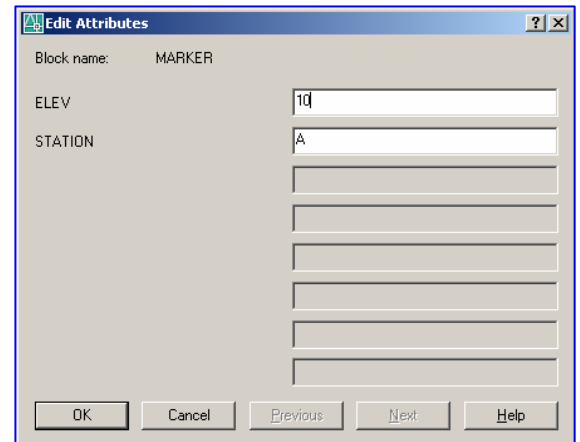 Edit Attributes
Block name: MARKER
ELEV 10
STATION A
OK Cancel Previous Next Help